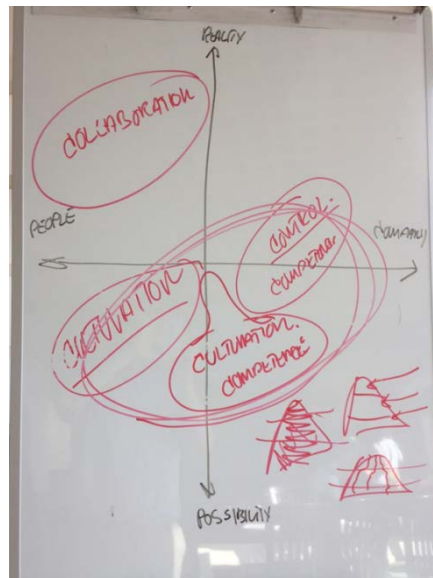 REALITY
COLLABORATION
PEOPLE
CONTROL.
COMPETENCE
COMPANY
CULTIVATION
CULTIVATION.
COMPETENCE
POSSIBILITY